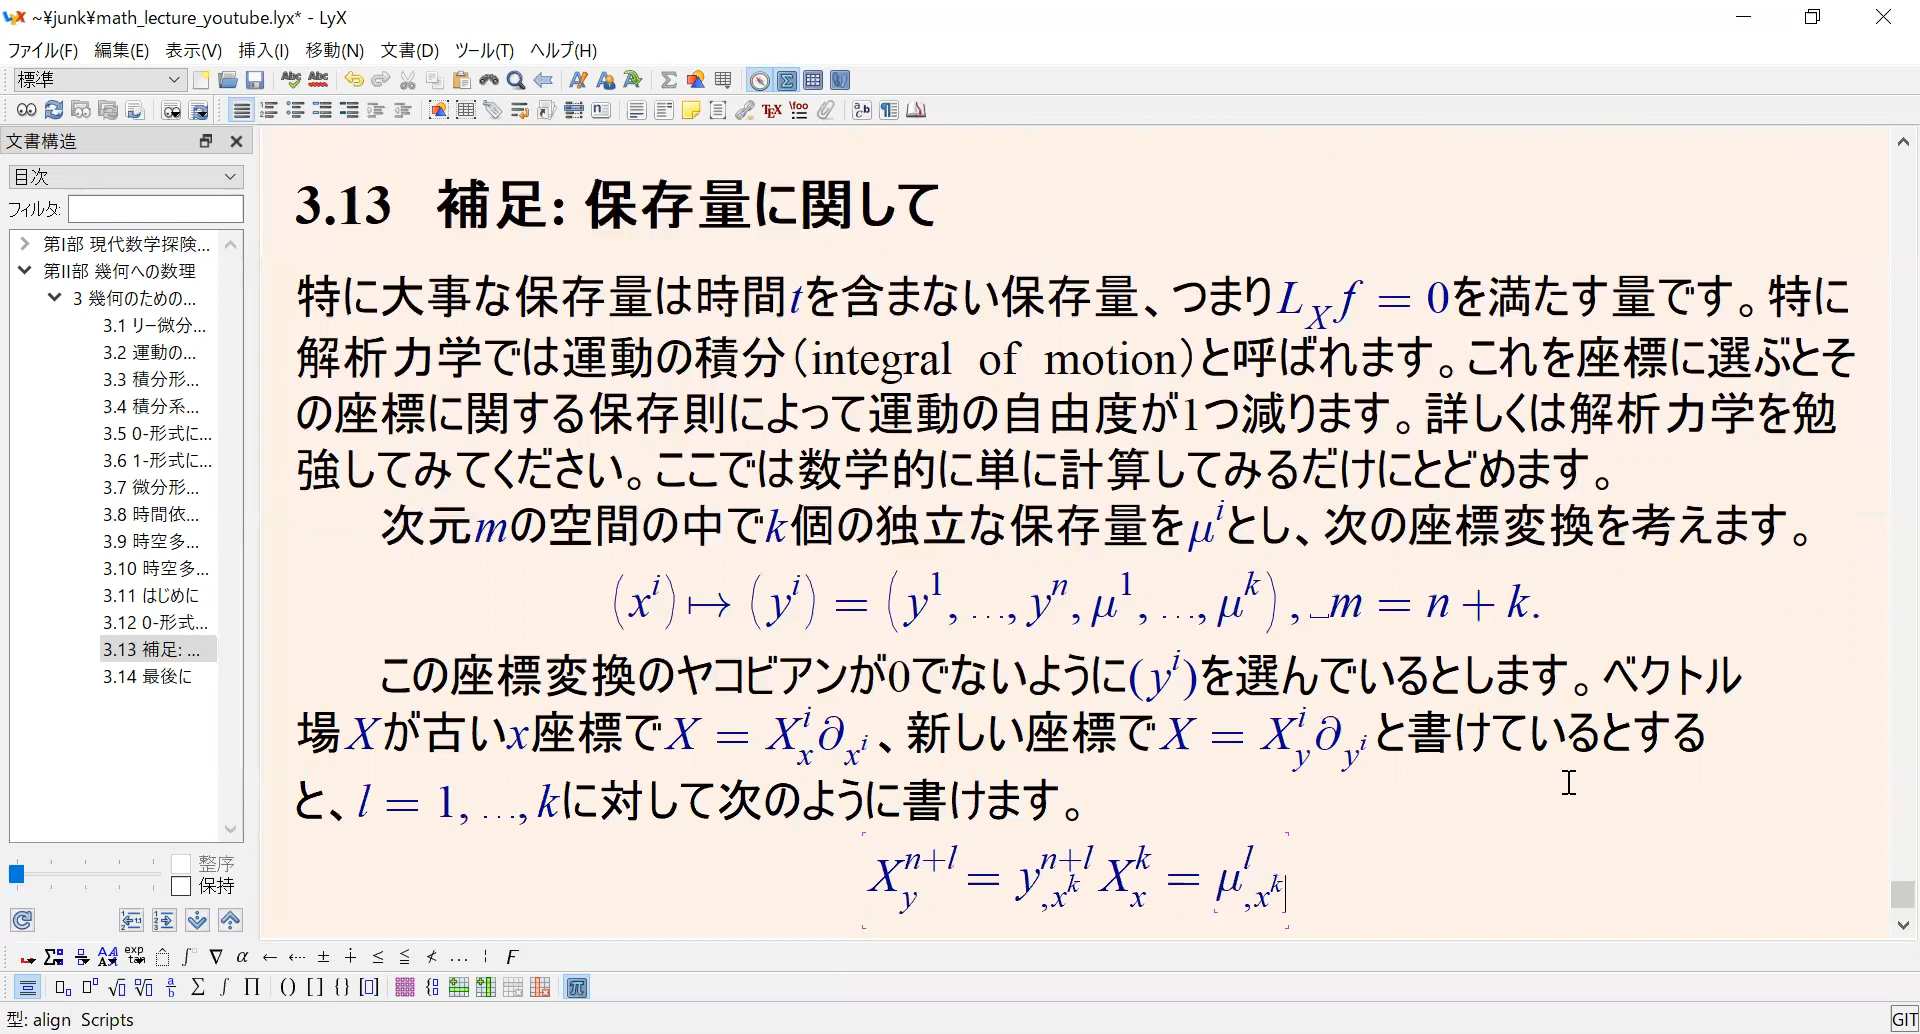 ~¥junk¥math_lecture_youtube.lyx* - LyX
ファイル(F) 編集(E) 表示(V) 挿入(I) 移動(N) 文書(D) ツール(T) ヘルプ(H)
標準
文書構造
目次
フィルタ:
第I部 現代数学探険...
第II部 幾何への数理
3 幾何のための...
3.1 リー微分...
3.2 運動の...
3.3 積分形...
3.4 積分系...
3.5 0-形式に...
3.6 1-形式に...
3.7 微分形...
3.8 時間依...
3.9 時空多...
3.10 時空多...
3.11 はじめに
3.12 0-形式...
3.13 補足: ...
3.14 最後に
整序
保持
3.13 補足: 保存量に関して
特に大事な保存量は時間tを含まない保存量、つまりL_X f = 0を満たす量です。特に
解析力学では運動の積分(integral of motion)と呼ばれます。これを座標に選ぶとそ
の座標に関する保存則によって運動の自由度が1つ減ります。詳しくは解析力学を勉
強してみてください。ここでは数学的に単に計算してみるだけにとどめます。
次元mの空間の中でk個の独立な保存量をμ^iとし、次の座標変換を考えます。
(x^i) ↦ (y^i) = (y^1, ..., y^n, μ^1, ..., μ^k), ␣m = n + k.
この座標変換のヤコビアンが0でないように(y^i)を選んでいるとします。ベクトル
場Xが古いx座標でX = X_x^i ∂_{x^i}、新しい座標でX = X_y^i ∂_{y^i}と書けているとする
と、l = 1, ..., kに対して次のように書けます。
X_y^{n+l} = y_{,x^k}^{n+l} X_x^k = μ_{,x^k}^l
型: align Scripts
GIT